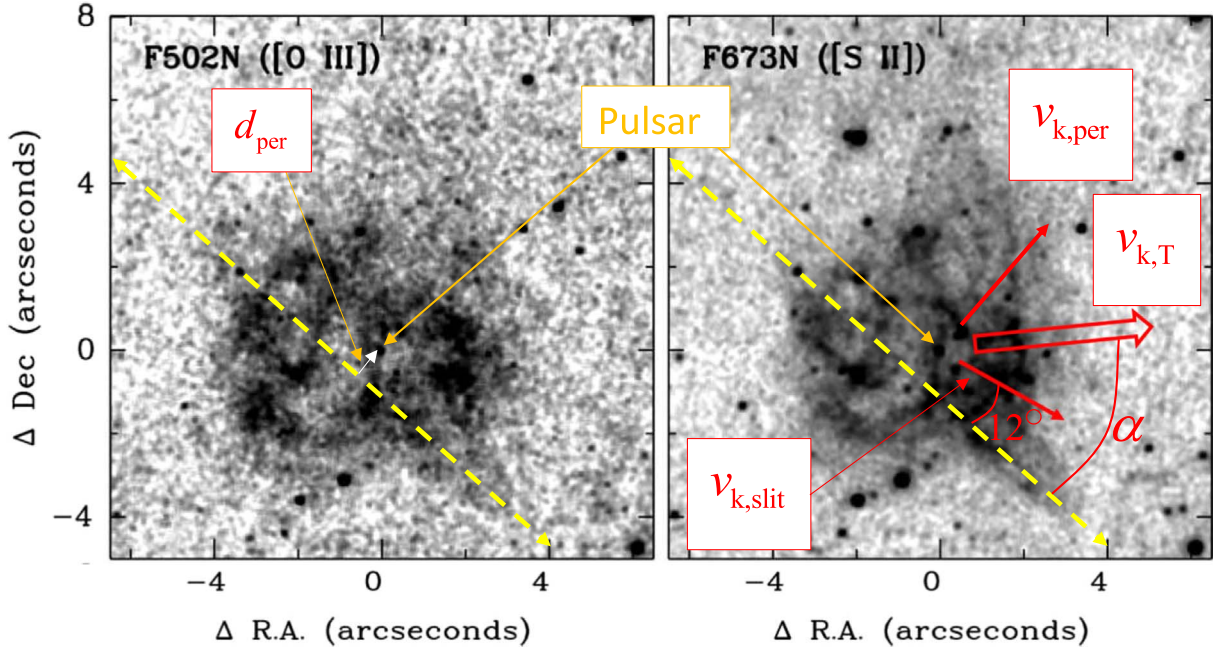 F502N ([O III])
F673N ([S II])
d_per
Pulsar
v_k,per
v_k,T
v_k,slit
12°
α
8
4
0
−4
−4
0
4
−4
0
4
Δ Dec (arcseconds)
Δ R.A. (arcseconds)
Δ R.A. (arcseconds)